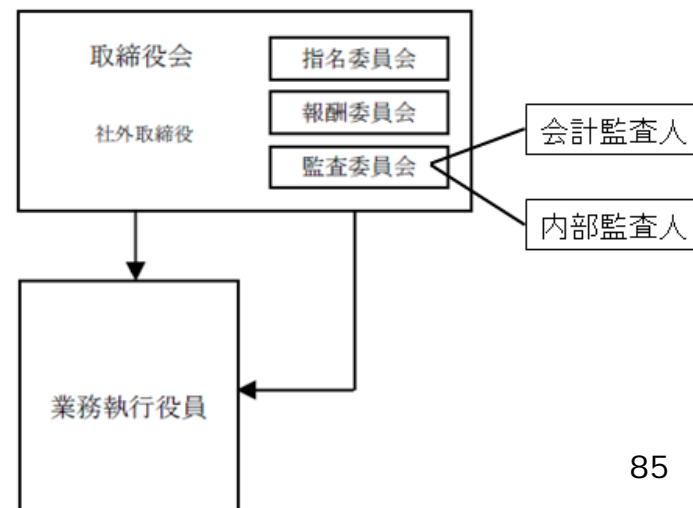 取締役会
社外取締役
指名委員会
報酬委員会
監査委員会
会計監査人
内部監査人
業務執行役員
85